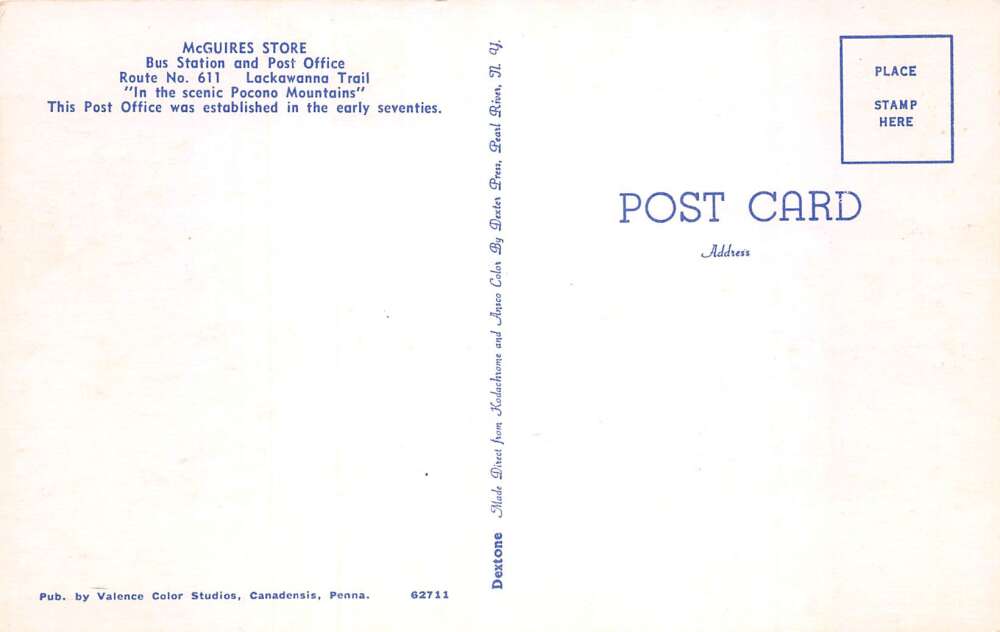 McGUIRES STORE
Bus Station and Post Office
Route No. 611 Lackawanna Trail
"In the scenic Pocono Mountains"
This Post Office was established in the early seventies.
Pub. by Valence Color Studios, Canadensis, Penna. 62711
Dextone Made Direct from Kodachrome and Ansco Color By Dexter Press, Pearl River, N. Y.
PLACE
STAMP
HERE
POST CARD
Address